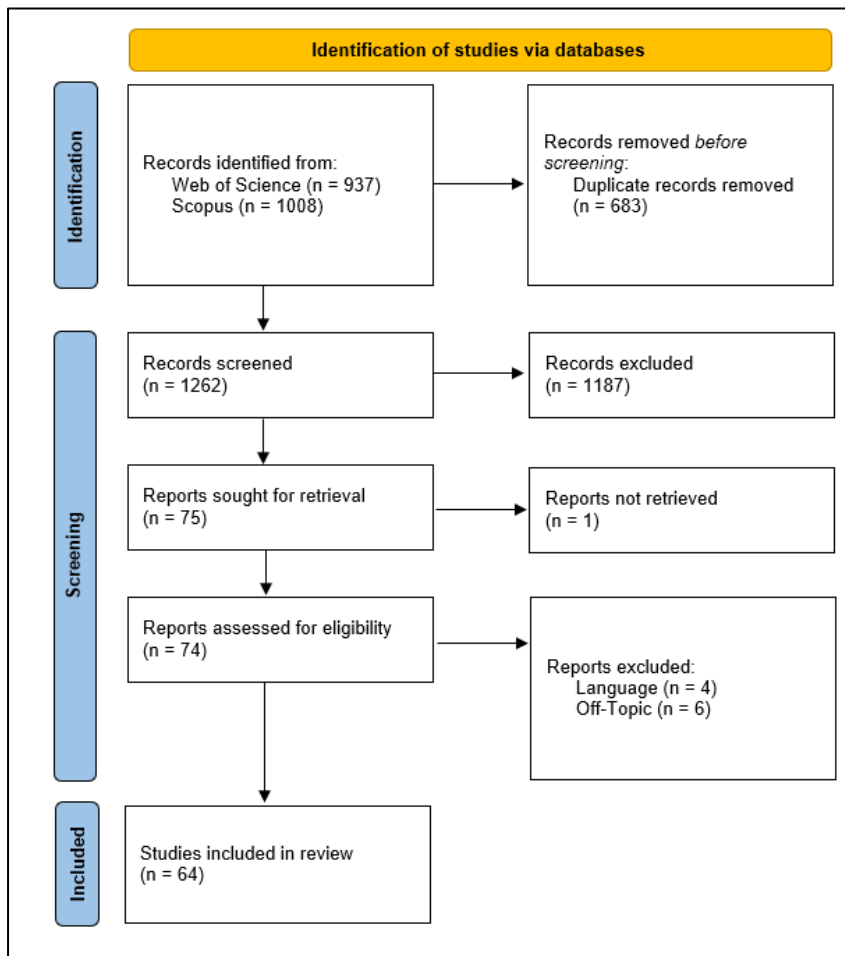 Identification of studies via databases
Identification
Records identified from:
Web of Science (n = 937)
Scopus (n = 1008)
Records removed before
screening:
Duplicate records removed
(n = 683)
Screening
Records screened
(n = 1262)
Records excluded
(n = 1187)
Reports sought for retrieval
(n = 75)
Reports not retrieved
(n = 1)
Reports assessed for eligibility
(n = 74)
Reports excluded:
Language (n = 4)
Off-Topic (n = 6)
Included
Studies included in review
(n = 64)